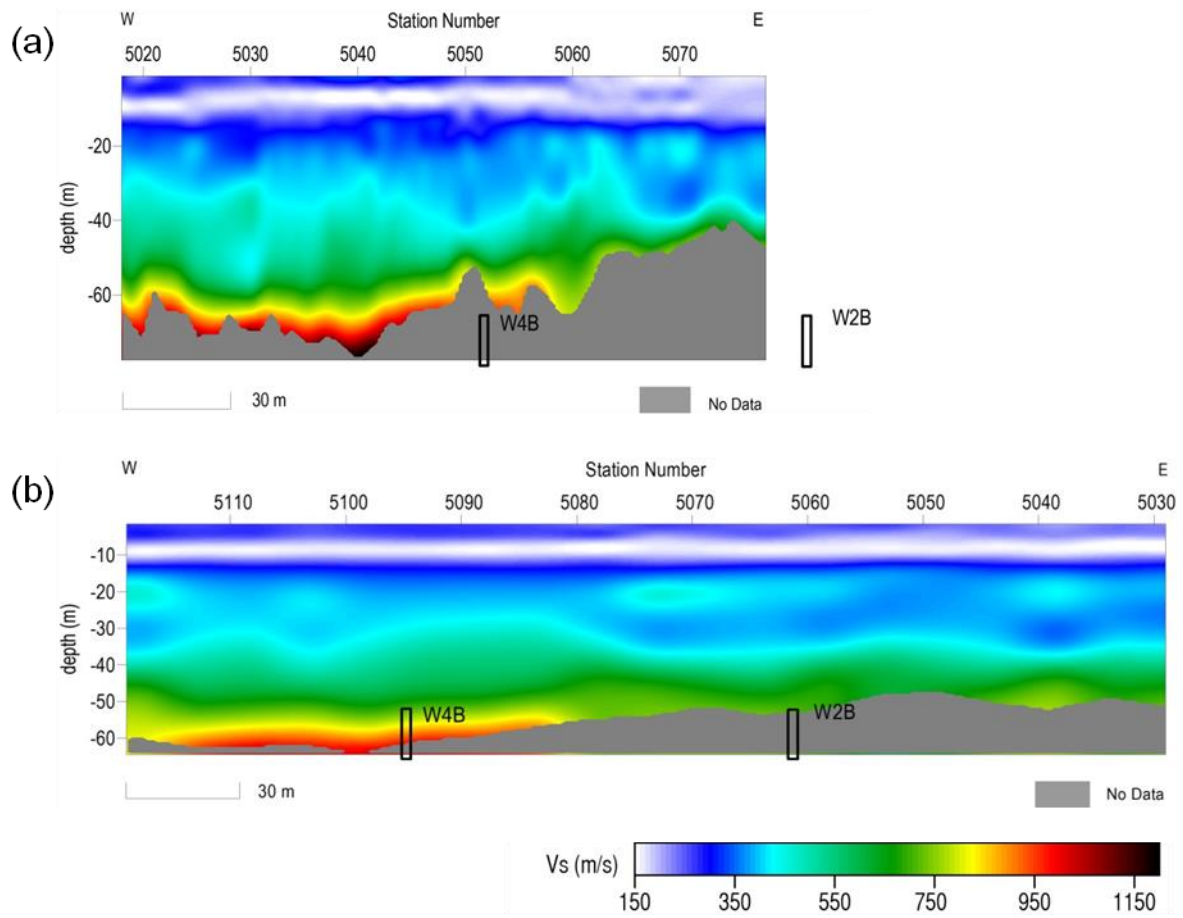 (a)
W Station Number E
5020 5030 5040 5050 5060 5070
depth (m)
-20
-40
-60
W4B
W2B
30 m
No Data
(b)
W Station Number E
5110 5100 5090 5080 5070 5060 5050 5040 5030
depth (m)
-10
-20
-30
-40
-50
-60
W4B
W2B
30 m
No Data
Vs (m/s)
150 350 550 750 950 1150